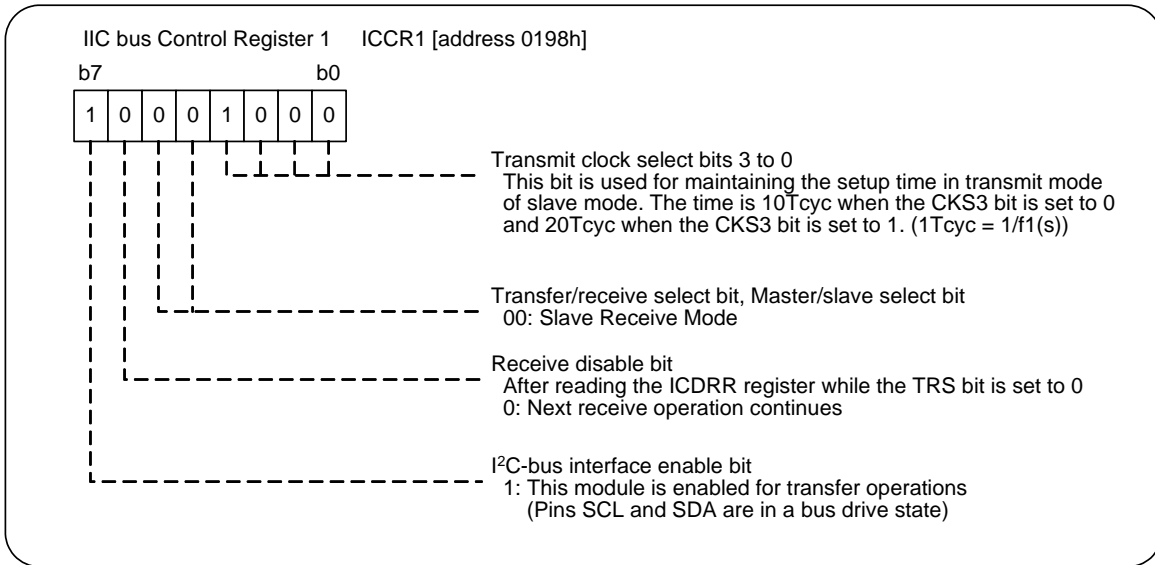 IIC bus Control Register 1 ICCR1 [address 0198h]
b7 b0
1 0 0 0 1 0 0 0
Transmit clock select bits 3 to 0
This bit is used for maintaining the setup time in transmit mode
of slave mode. The time is 10Tcyc when the CKS3 bit is set to 0
and 20Tcyc when the CKS3 bit is set to 1. (1Tcyc = 1/f1(s))
Transfer/receive select bit, Master/slave select bit
00: Slave Receive Mode
Receive disable bit
After reading the ICDRR register while the TRS bit is set to 0
0: Next receive operation continues
I²C-bus interface enable bit
1: This module is enabled for transfer operations
(Pins SCL and SDA are in a bus drive state)